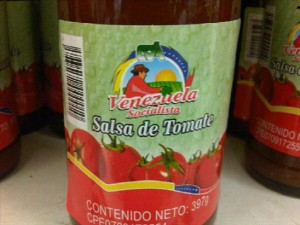 Venezuela
Socialista
Salsa de Tomate
CONTENIDO NETO: 397g